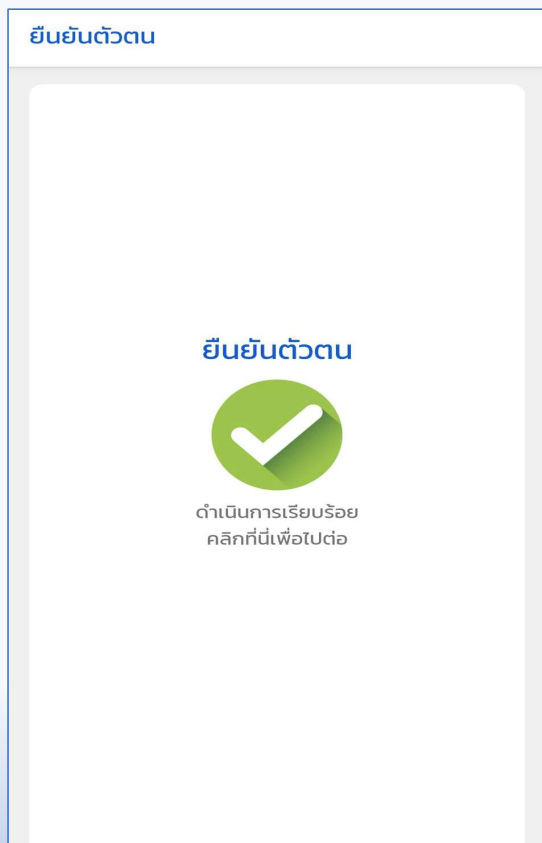 ยืนยันตัวตน
ยืนยันตัวตน
ดำเนินการเรียบร้อย
คลิกที่นี่เพื่อไปต่อ